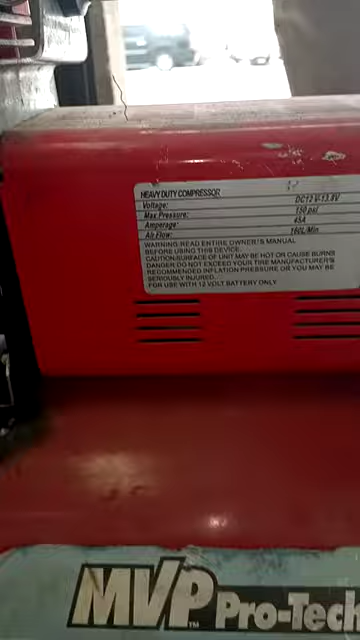 HEAVY DUTY COMPRESSOR
Voltage: DC12 V-13.8V
Max.Pressure: 150 psi
Amperage: 45A
Air Flow: 160L/Min
WARNING:READ ENTIRE OWNER'S MANUAL
BEFORE USING THIS DEVICE.
CAUTION:SURFACE OF UNIT MAY BE HOT OR CAUSE BURNS
DANGER:DO NOT EXCEED YOUR TIRE MANUFACTURER'S
RECOMMENDED INFLATION PRESSURE OR YOU MAY BE
SERIOUSLY INJURED.
FOR USE WITH 12 VOLT BATTERY ONLY
MVP™ Pro-Tech